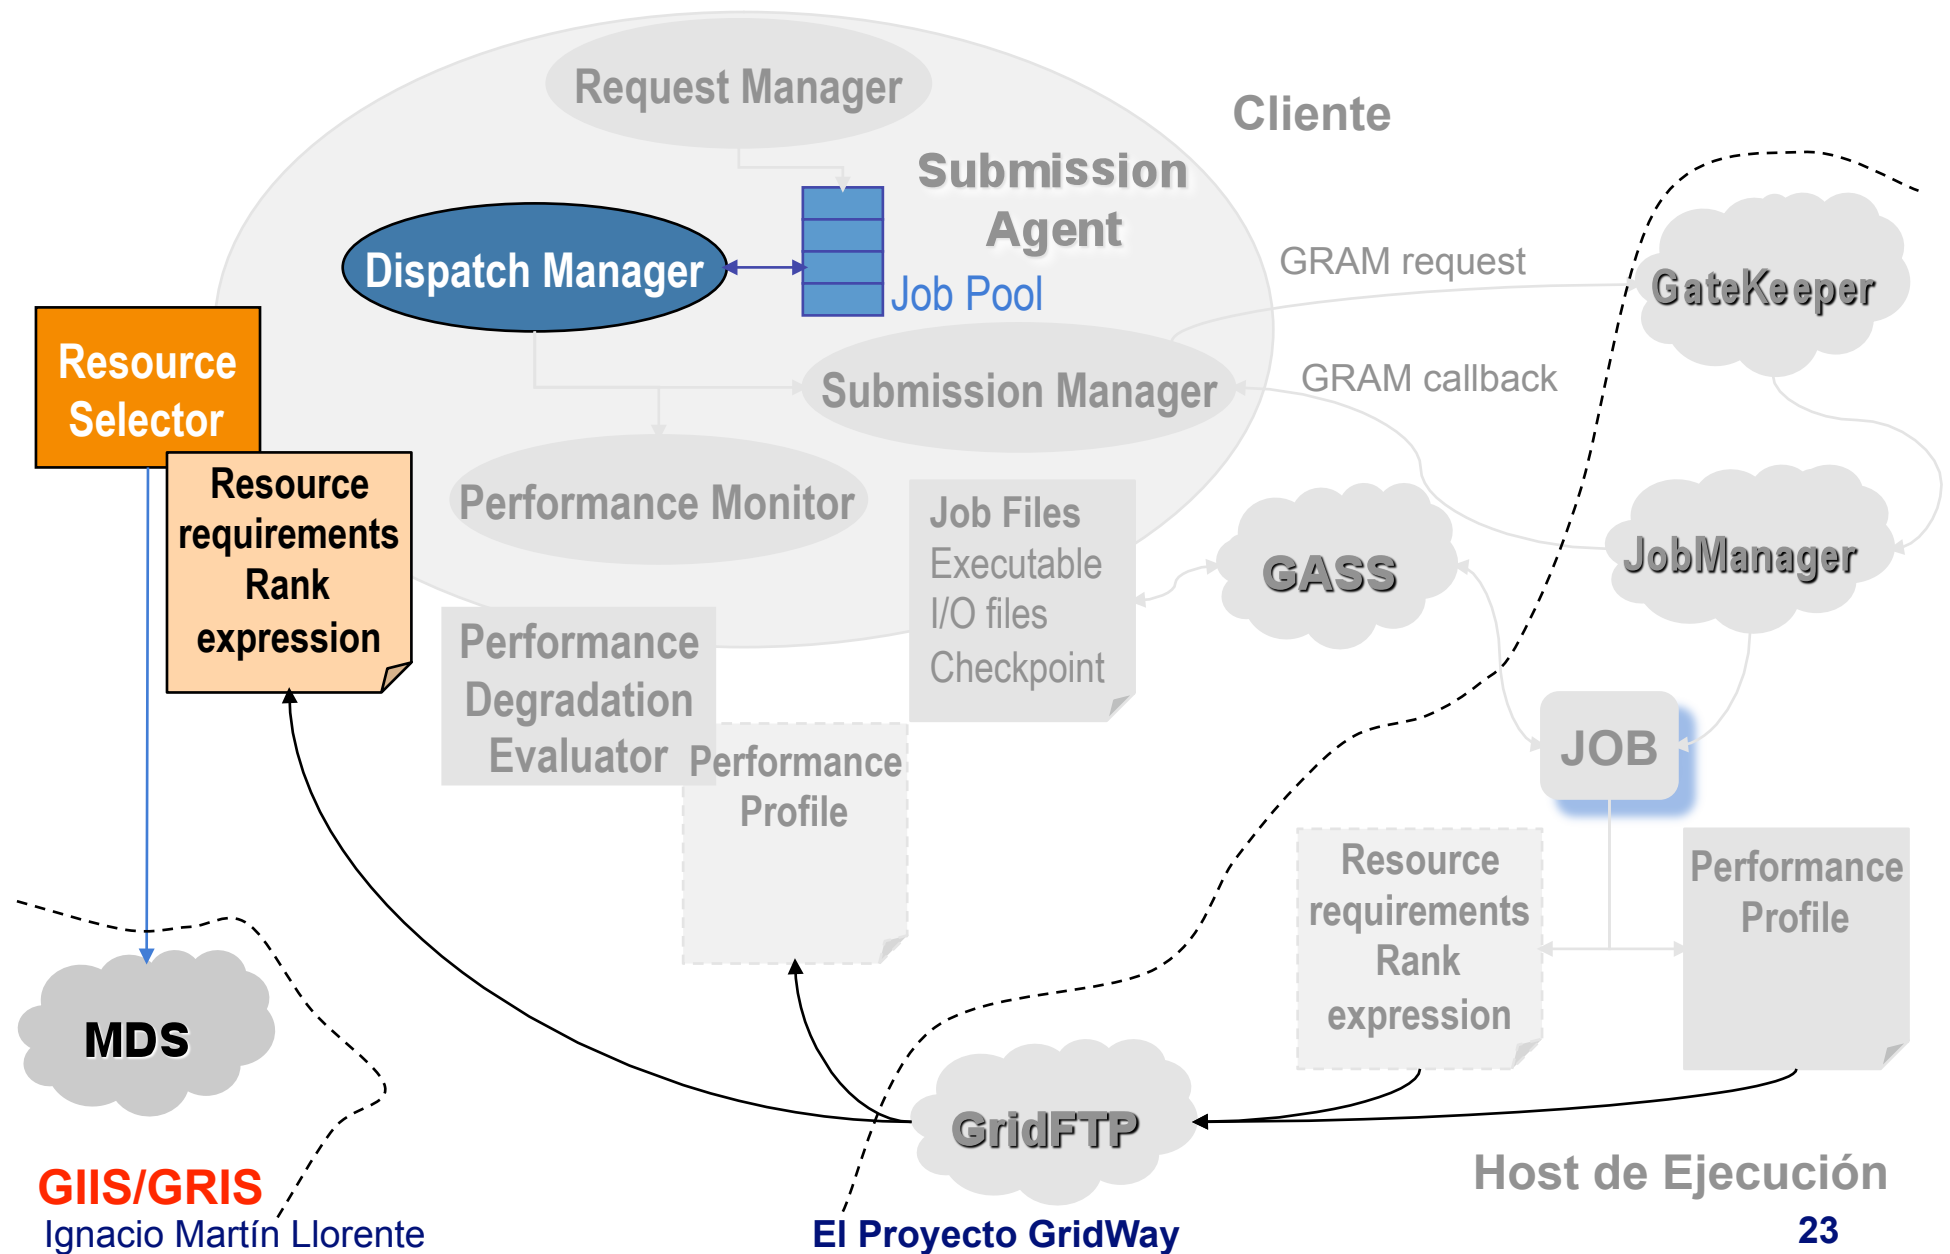 Request Manager
Cliente
Submission
Agent
Dispatch Manager
Job Pool
GRAM request
GateKeeper
Resource
Selector
Submission Manager
GRAM callback
Resource
requirements
Rank
expression
Performance Monitor
Job Files
Executable
I/O files
Checkpoint
GASS
JobManager
Performance
Degradation
Evaluator
Performance
Profile
JOB
Resource
requirements
Rank
expression
Performance
Profile
MDS
GridFTP
GIIS/GRIS
Host de Ejecución
Ignacio Martín Llorente
El Proyecto GridWay
23